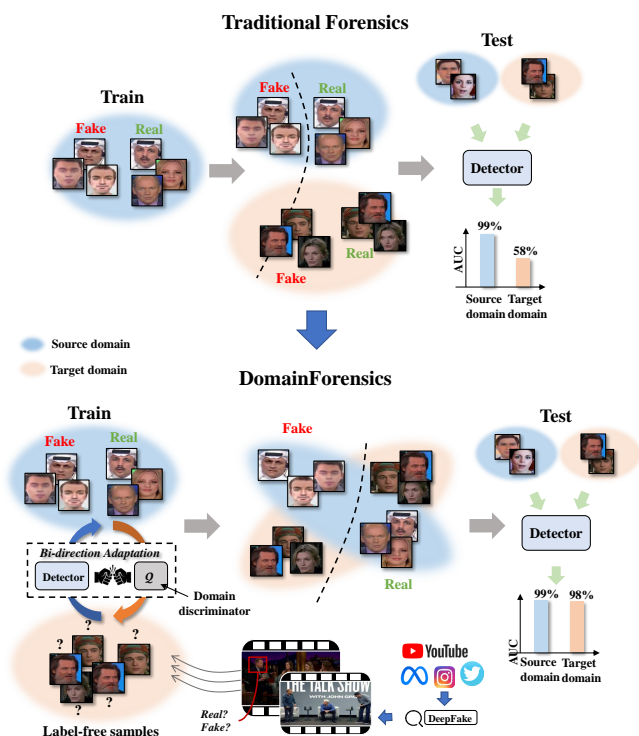 Traditional Forensics
Train
Fake
Real
Fake
Real
Fake
Real
Test
Detector
AUC
99%
58%
Source domain
Target domain
Source domain
Target domain
DomainForensics
Train
Fake
Real
Bi-direction Adaptation
Detector
Q
Domain discriminator
?
?
?
?
Label-free samples
Fake
Real
Test
Detector
AUC
99%
98%
Source domain
Target domain
Real?
Fake?
THE TALK SHOW
YouTube
DeepFake